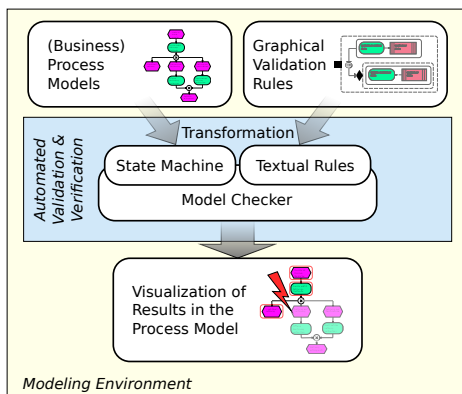 (Business)
Process
Models
Graphical
Validation
Rules
Transformation
State Machine
Textual Rules
Model Checker
Automated
Validation &
Verification
Visualization of
Results in the
Process Model
Modeling Environment